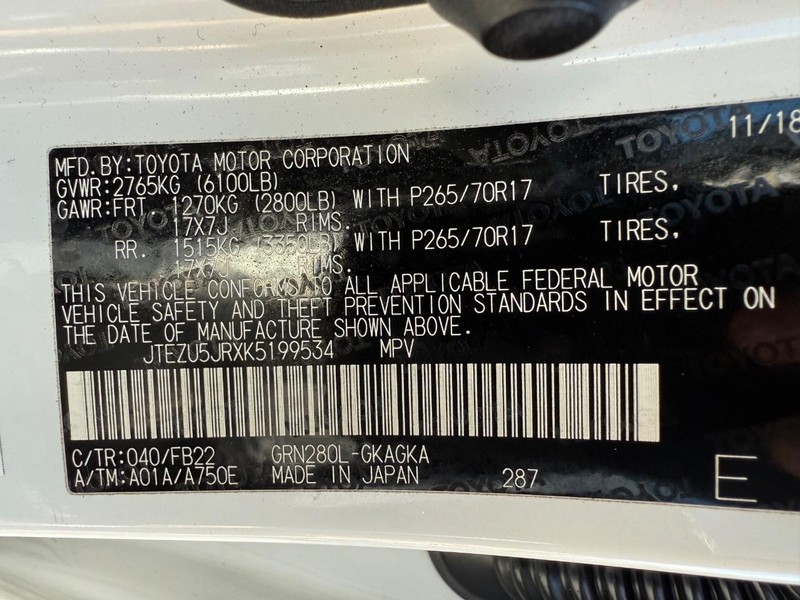 11/18
MFD.BY:TOYOTA MOTOR CORPORATION
GVWR:2765KG (6100LB)
GAWR:FRT 1270KG (2800LB) WITH P265/70R17 TIRES,
17X7J RIMS.
RR. 1515KG (3350LB) WITH P265/70R17 TIRES,
17X7J RIMS.
THIS VEHICLE CONFORMS TO ALL APPLICABLE FEDERAL MOTOR
VEHICLE SAFETY AND THEFT PREVENTION STANDARDS IN EFFECT ON
THE DATE OF MANUFACTURE SHOWN ABOVE.
JTEZU5JRXK5199534 MPV
C/TR:040/FB22 GRN280L-GKAGKA
A/TM:A01A/A750E MADE IN JAPAN 287 E